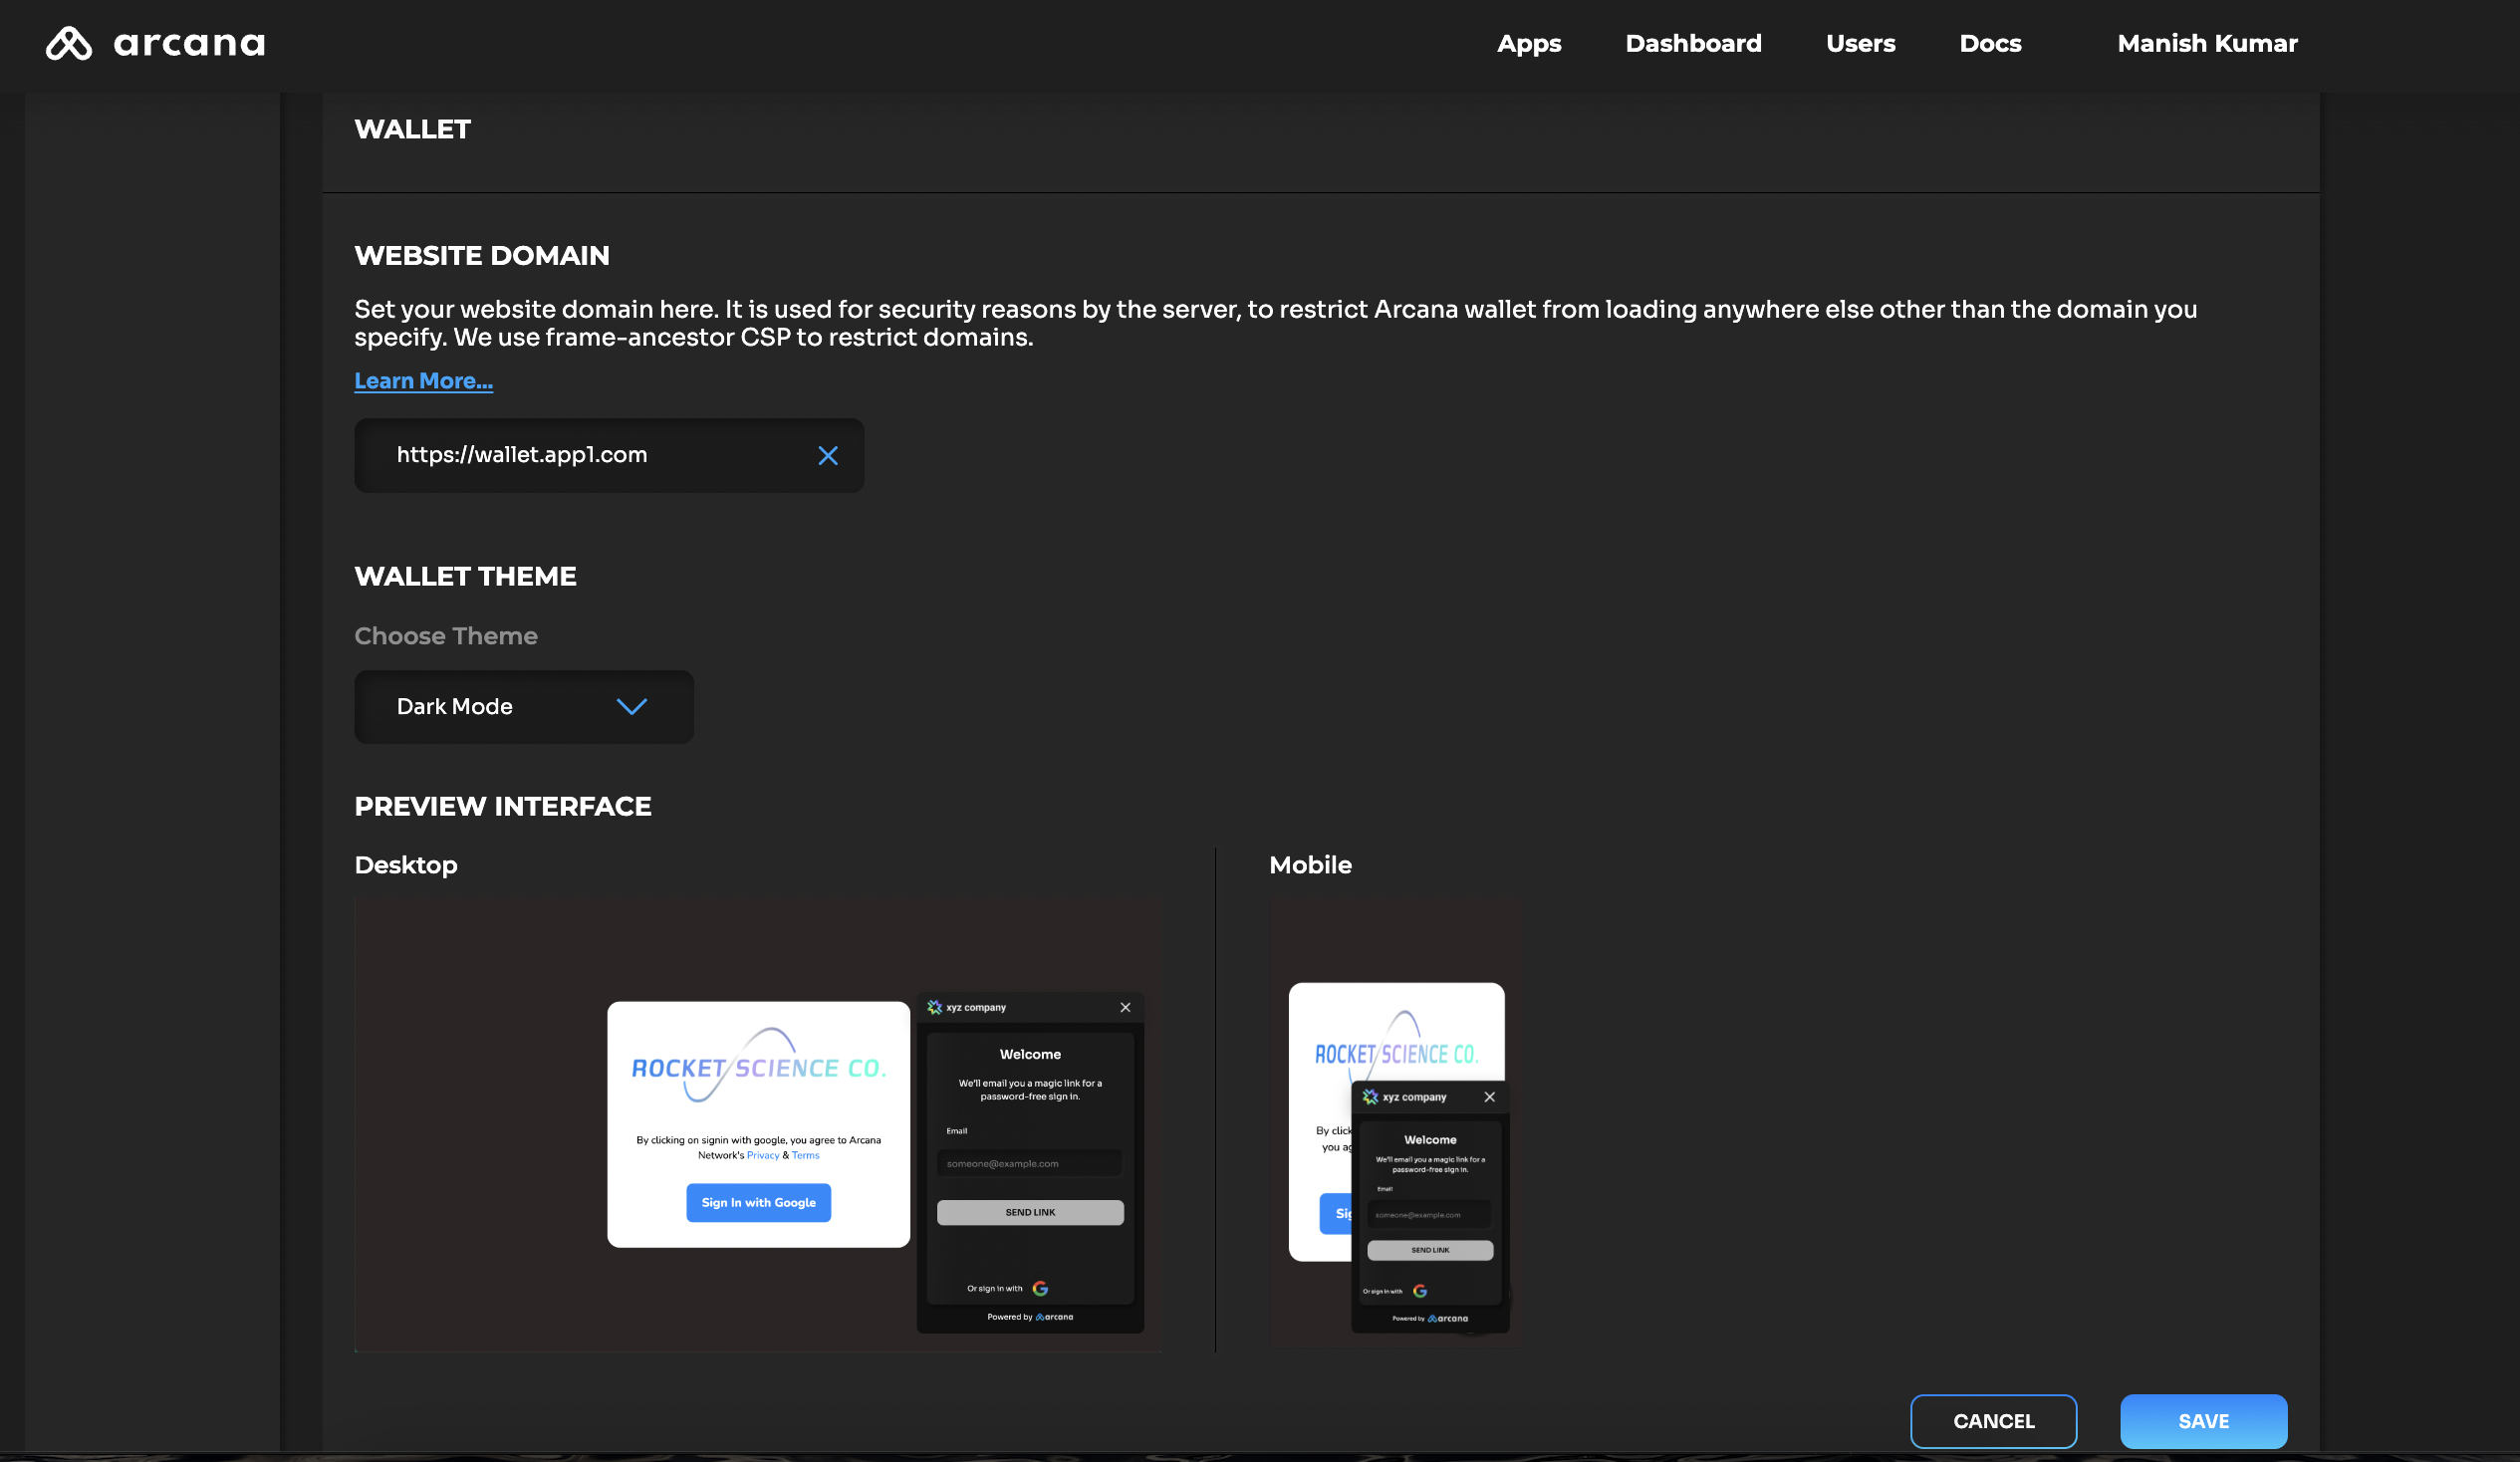 arcana
Apps
Dashboard
Users
Docs
Manish Kumar
WALLET
WEBSITE DOMAIN
Set your website domain here. It is used for security reasons by the server, to restrict Arcana wallet from loading anywhere else other than the domain you
specify. We use frame-ancestor CSP to restrict domains.
Learn More...
https://wallet.app1.com
WALLET THEME
Choose Theme
Dark Mode
PREVIEW INTERFACE
Desktop
ROCKET SCIENCE CO.
By clicking on signin with google, you agree to Arcana
Network's Privacy & Terms
Sign In with Google
xyz company
Welcome
We'll email you a magic link for a
password-free sign in.
Email
someone@example.com
SEND LINK
Or sign in with
Powered by arcana
Mobile
ROCKET SCIENCE CO.
By click
you ag
Sig
xyz company
Welcome
We'll email you a magic link for a
password-free sign in.
Email
someone@example.com
SEND LINK
Or sign in with
Powered by arcana
CANCEL
SAVE